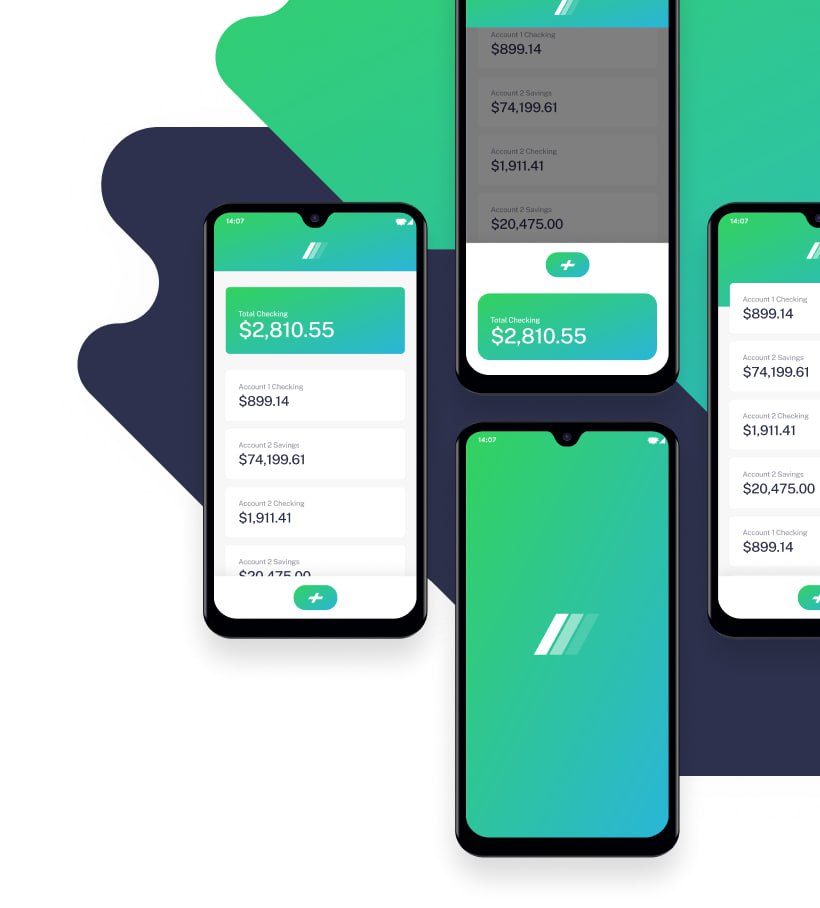 Account 1 Checking
$899.14
Account 2 Savings
$74,199.61
Account 2 Checking
$1,911.41
Account 2 Savings
$20,475.00
Total Checking
$2,810.55
14:07
Total Checking
$2,810.55
Account 1 Checking
$899.14
Account 2 Savings
$74,199.61
Account 2 Checking
$1,911.41
Account 2 Savings
$20,475.00
14:07
14:07
Account 1 Checking
$899.14
Account 2 Savings
$74,199.61
Account 2 Checking
$1,911.41
Account 2 Savings
$20,475.00
Account 1 Checking
$899.14